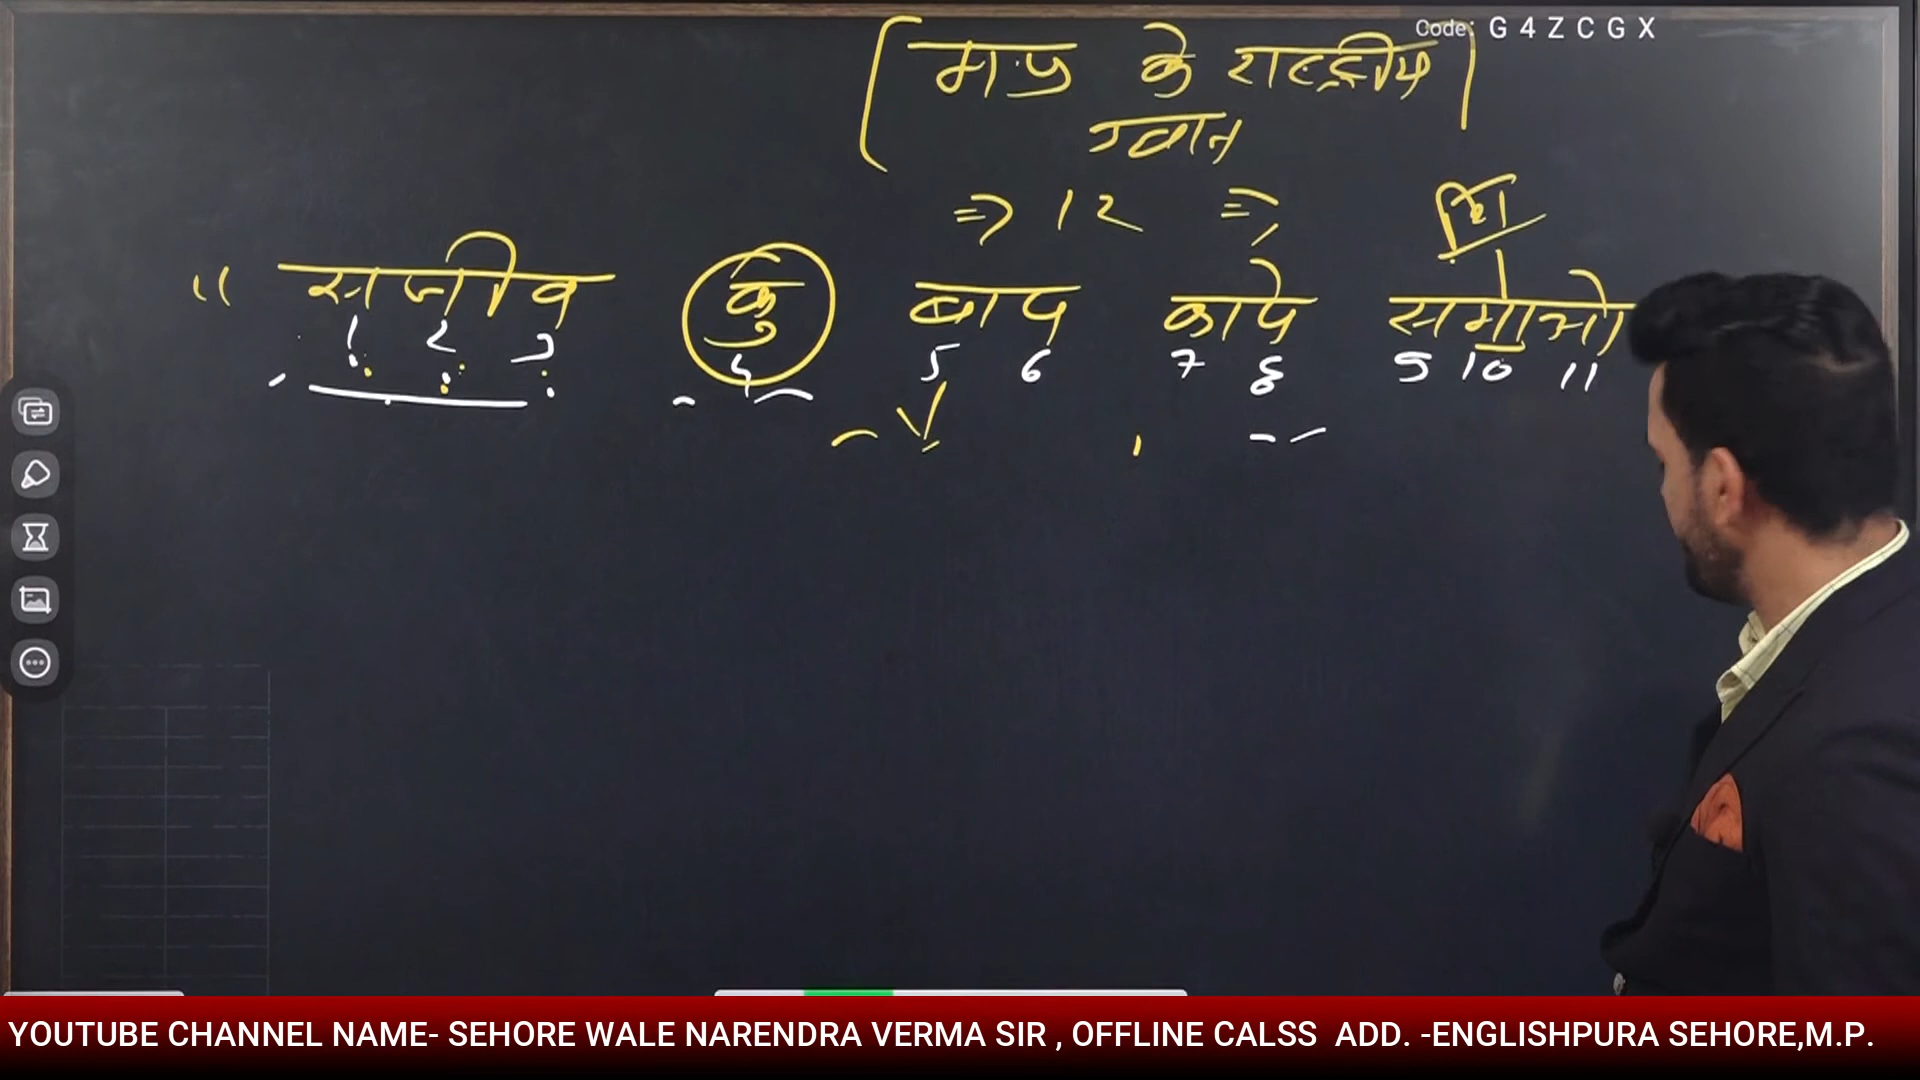 Code: G 4 Z C G X
[ म.प्र के राष्ट्रीय ]
उद्यान
=> 12 =>
शि
" सजीव कु बाप काप समाओ
1 2 3 4 5 6 7 8 9 10 11
YOUTUBE CHANNEL NAME- SEHORE WALE NARENDRA VERMA SIR , OFFLINE CALSS ADD. -ENGLISHPURA SEHORE,M.P.